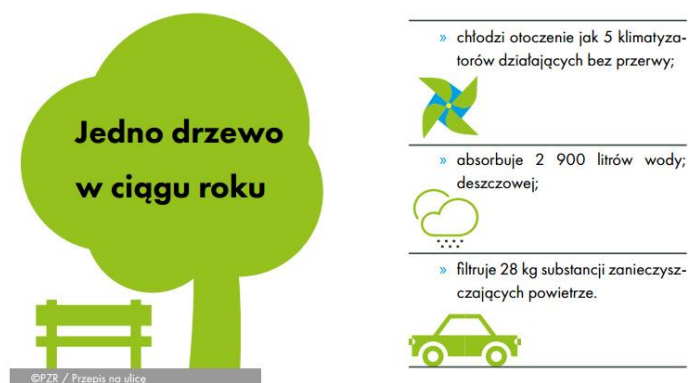 Jedno drzewo
w ciągu roku
» chłodzi otoczenie jak 5 klimatyza-
torów działających bez przerwy;
» absorbuje 2 900 litrów wody;
deszczowej;
» filtruje 28 kg substancji zanieczysz-
czających powietrze.
©PZR / Przepis na ulicę